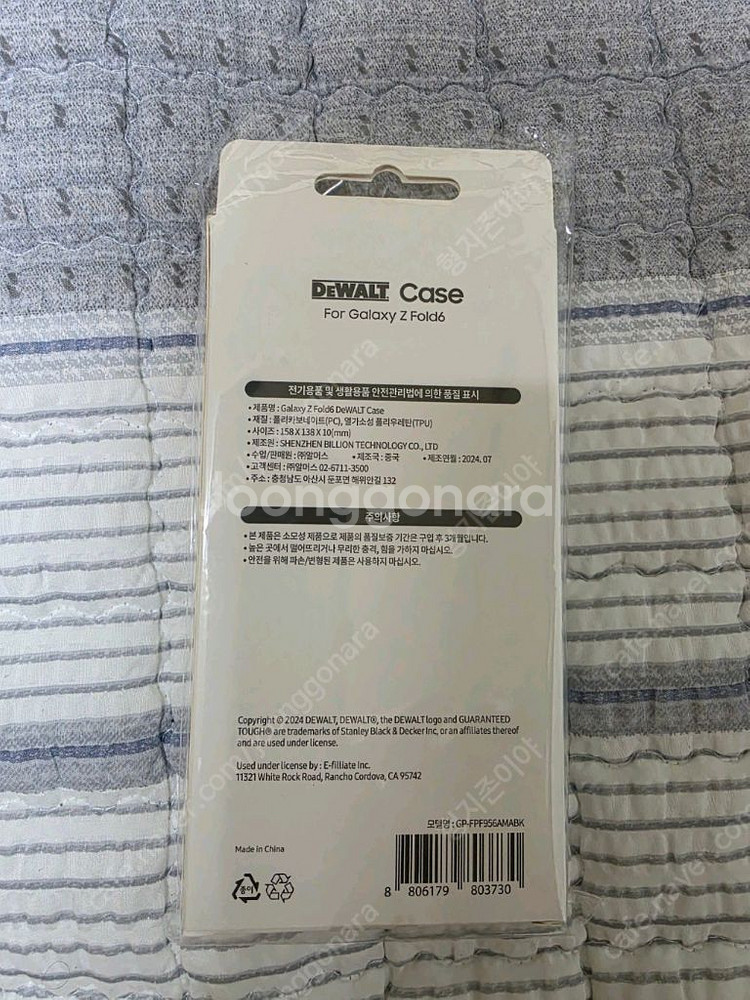 DEWALT Case
For Galaxy Z Fold6
전기용품 및 생활용품 안전관리법에 의한 품질 표시
• 제품명 : Galaxy Z Fold6 DeWALT Case
• 재질 : 폴리카보네이트(PC), 열가소성 폴리우레탄(TPU)
• 사이즈 : 158 X 138 X 10(mm)
• 제조원 : SHENZHEN BILLION TECHNOLOGY CO., LTD
• 수입/판매원 : ㈜알머스 • 제조국 : 중국 • 제조연월 : 2024. 07
• 고객센터 : ㈜알머스 02-6711-3500
• 주소 : 충청남도 아산시 둔포면 해위안길 132
Joonggonara
주의사항
• 본 제품은 소모성 제품으로 제품의 품질보증 기간은 구입 후 3개월입니다.
• 높은 곳에서 떨어뜨리거나 무리한 충격, 힘을 가하지 마십시오.
• 안전을 위해 파손/변형된 제품은 사용하지 마십시오.
Copyright © 2024 DEWALT, DEWALT®, the DEWALT logo and GUARANTEED
TOUGH® are trademarks of Stanley Black & Decker Inc, or an affiliates thereof
and are used under license.
Used under license by : E-filliate Inc.
11321 White Rock Road, Rancho Cordova, CA 95742
모델명 : GP-FPF956AMABK
Made in China
종이
8 806179 803730
cafe.naver.com/joonggonara
형지존이야